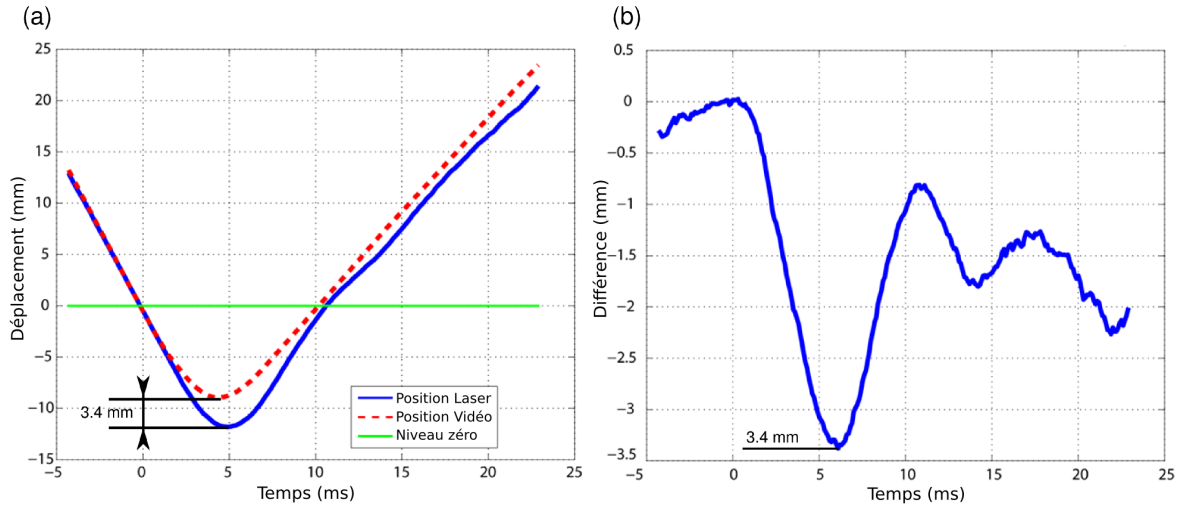 (a)
25
20
15
10
5
0
−5
−10
−15
−5
0
5
10
15
20
25
Déplacement (mm)
Temps (ms)
3.4 mm
Position Laser
Position Vidéo
Niveau zéro
(b)
0.5
0
−0.5
−1
−1.5
−2
−2.5
−3
−3.5
−5
0
5
10
15
20
25
Différence (mm)
Temps (ms)
3.4 mm